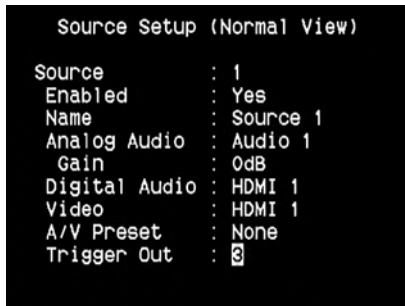 Source Setup (Normal View)
Source : 1
Enabled : Yes
Name : Source 1
Analog Audio : Audio 1
Gain : 0dB
Digital Audio : HDMI 1
Video : HDMI 1
A/V Preset : None
Trigger Out : 3